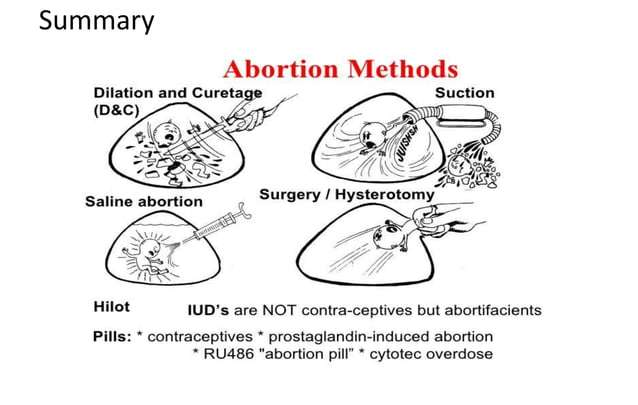 Summary
Abortion Methods
Dilation and Curetage
(D&C)
Suction
SUCTION
Saline abortion
Surgery / Hysterotomy
Hilot
IUD's are NOT contra-ceptives but abortifacients
Pills: * contraceptives * prostaglandin-induced abortion
* RU486 "abortion pill" * cytotec overdose